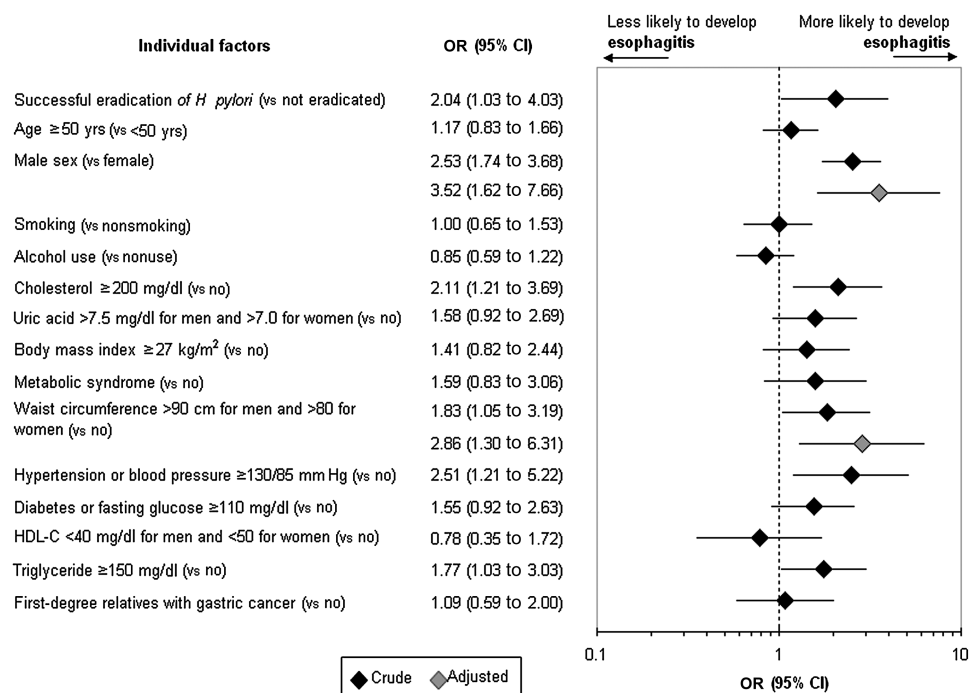 Less likely to develop
esophagitis
More likely to develop
esophagitis
Individual factors OR (95% CI)
Successful eradication of H pylori (vs not eradicated) 2.04 (1.03 to 4.03)
Age ≥50 yrs (vs <50 yrs) 1.17 (0.83 to 1.66)
Male sex (vs female) 2.53 (1.74 to 3.68)
3.52 (1.62 to 7.66)
Smoking (vs nonsmoking) 1.00 (0.65 to 1.53)
Alcohol use (vs nonuse) 0.85 (0.59 to 1.22)
Cholesterol ≥200 mg/dl (vs no) 2.11 (1.21 to 3.69)
Uric acid >7.5 mg/dl for men and >7.0 for women (vs no) 1.58 (0.92 to 2.69)
Body mass index ≥27 kg/m² (vs no) 1.41 (0.82 to 2.44)
Metabolic syndrome (vs no) 1.59 (0.83 to 3.06)
Waist circumference >90 cm for men and >80 for 1.83 (1.05 to 3.19)
women (vs no)
2.86 (1.30 to 6.31)
Hypertension or blood pressure ≥130/85 mm Hg (vs no) 2.51 (1.21 to 5.22)
Diabetes or fasting glucose ≥110 mg/dl (vs no) 1.55 (0.92 to 2.63)
HDL-C <40 mg/dl for men and <50 for women (vs no) 0.78 (0.35 to 1.72)
Triglyceride ≥150 mg/dl (vs no) 1.77 (1.03 to 3.03)
First-degree relatives with gastric cancer (vs no) 1.09 (0.59 to 2.00)
0.1 1 10
OR (95% CI)
Crude Adjusted